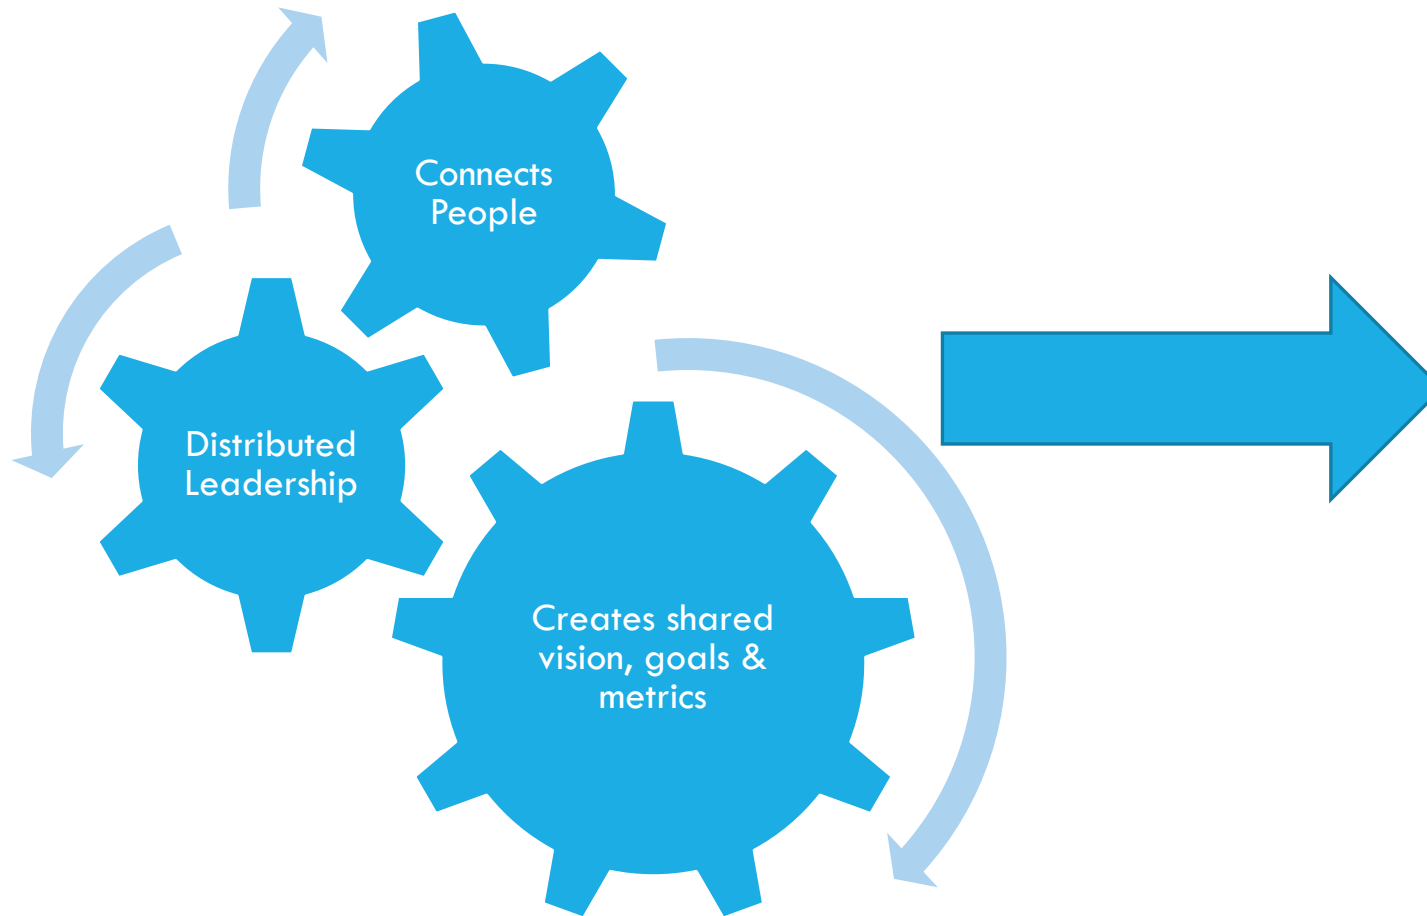 Connects
People
Distributed
Leadership
Creates shared
vision, goals &
metrics